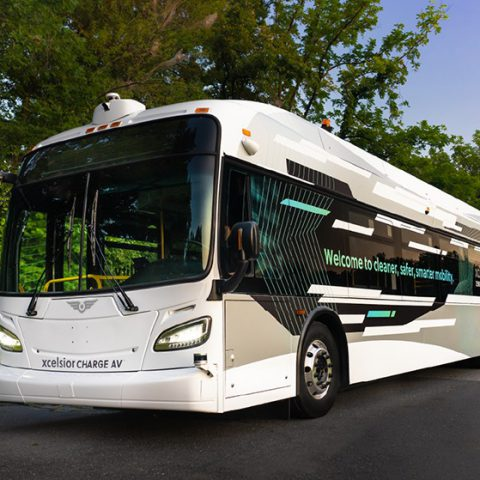 Welcome to cleaner, safer, smarter mobility.
xcelsior CHARGE AV